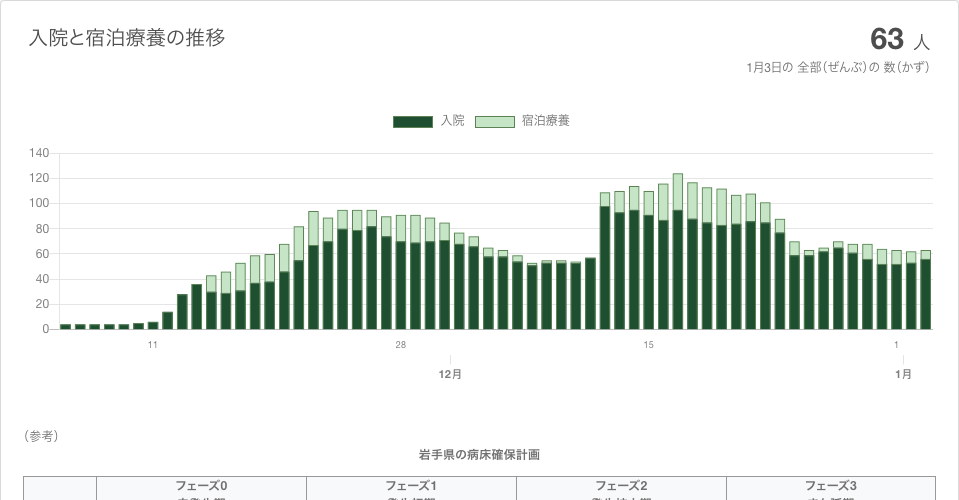 入院と宿泊療養の推移
63 人
1月3日の 全部（ぜんぶ）の 数（かず）
入院 宿泊療養
140
120
100
80
60
40
20
0
11 28 15 1
12月 1月
（参考）
岩手県の病床確保計画
フェーズ0 フェーズ1 フェーズ2 フェーズ3